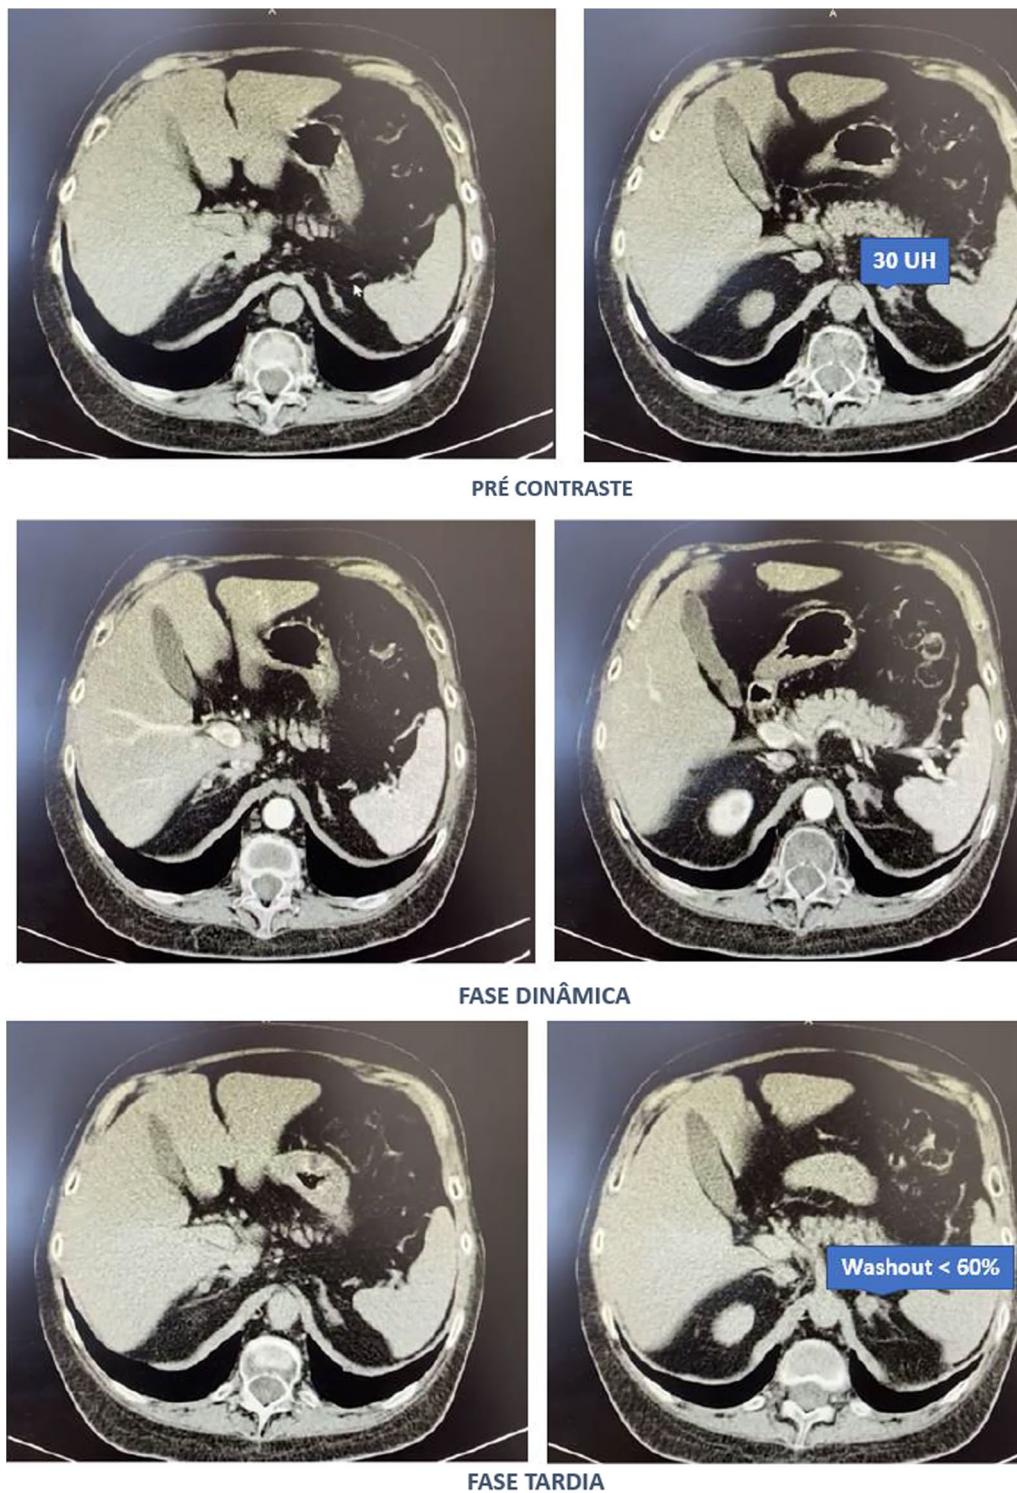 A
A
30 UH
PRÉ CONTRASTE
FASE DINÂMICA
A
Washout < 60%
FASE TARDIA